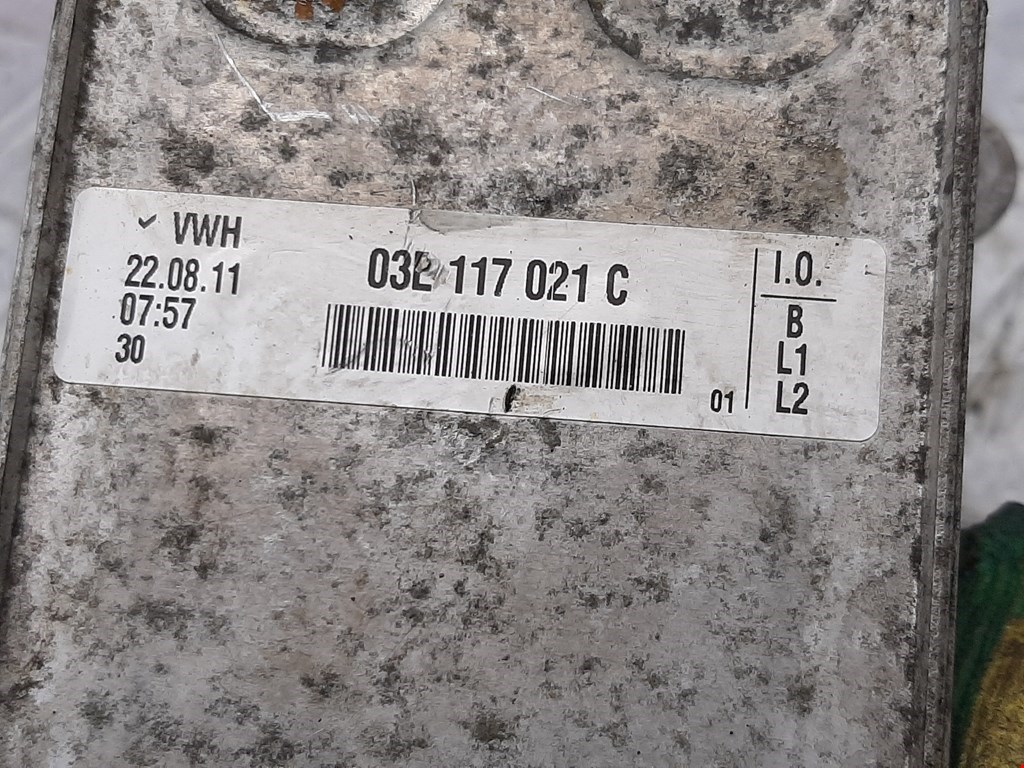 ✓ VWH
22.08.11
07:57
30
03L 117 021 C
01
I.O.
B
L1
L2